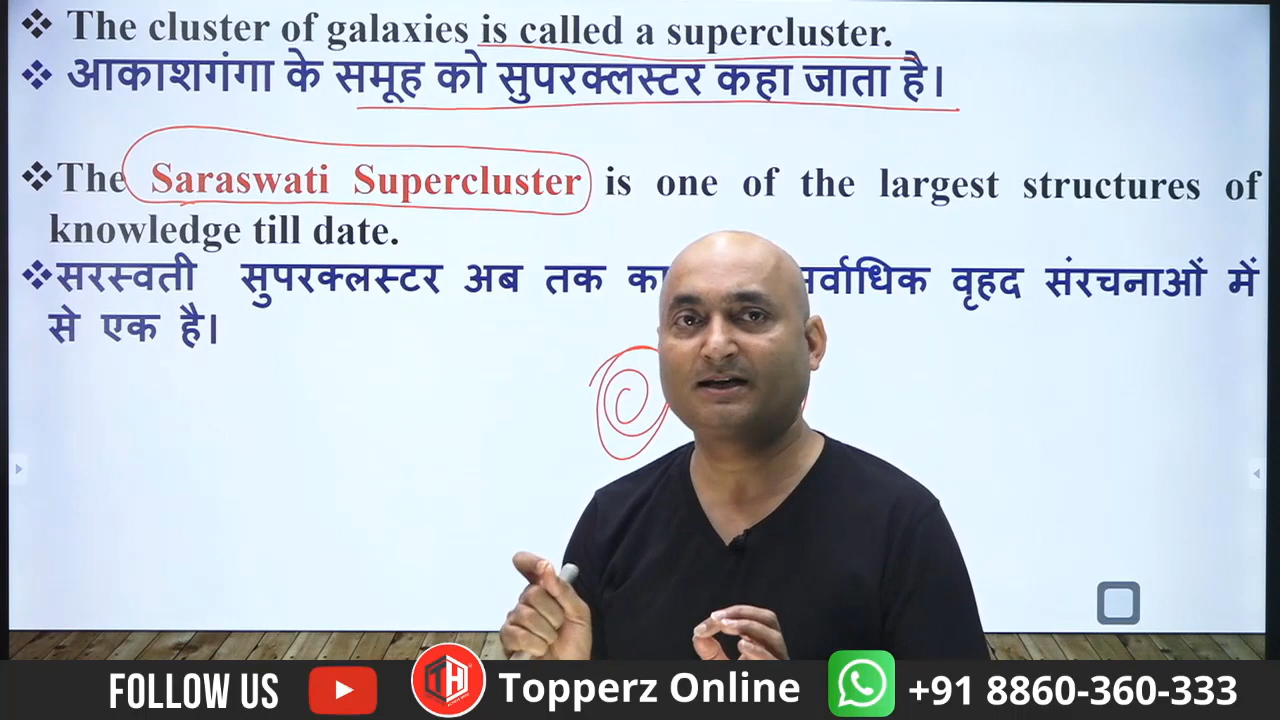 ❖ The cluster of galaxies is called a supercluster.
❖ आकाशगंगा के समूह को सुपरक्लस्टर कहा जाता है।
❖The Saraswati Supercluster is one of the largest structures of
knowledge till date.
❖सरस्वती सुपरक्लस्टर अब तक वृहद संरचनाओं में
से एक है।
FOLLOW US TH Topperz Online +91 8860-360-333